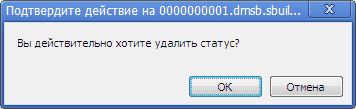 Подтвердите действие на 0000000001.dmsb.sbuil...
Вы действительно хотите удалить статус?
OK
Отмена